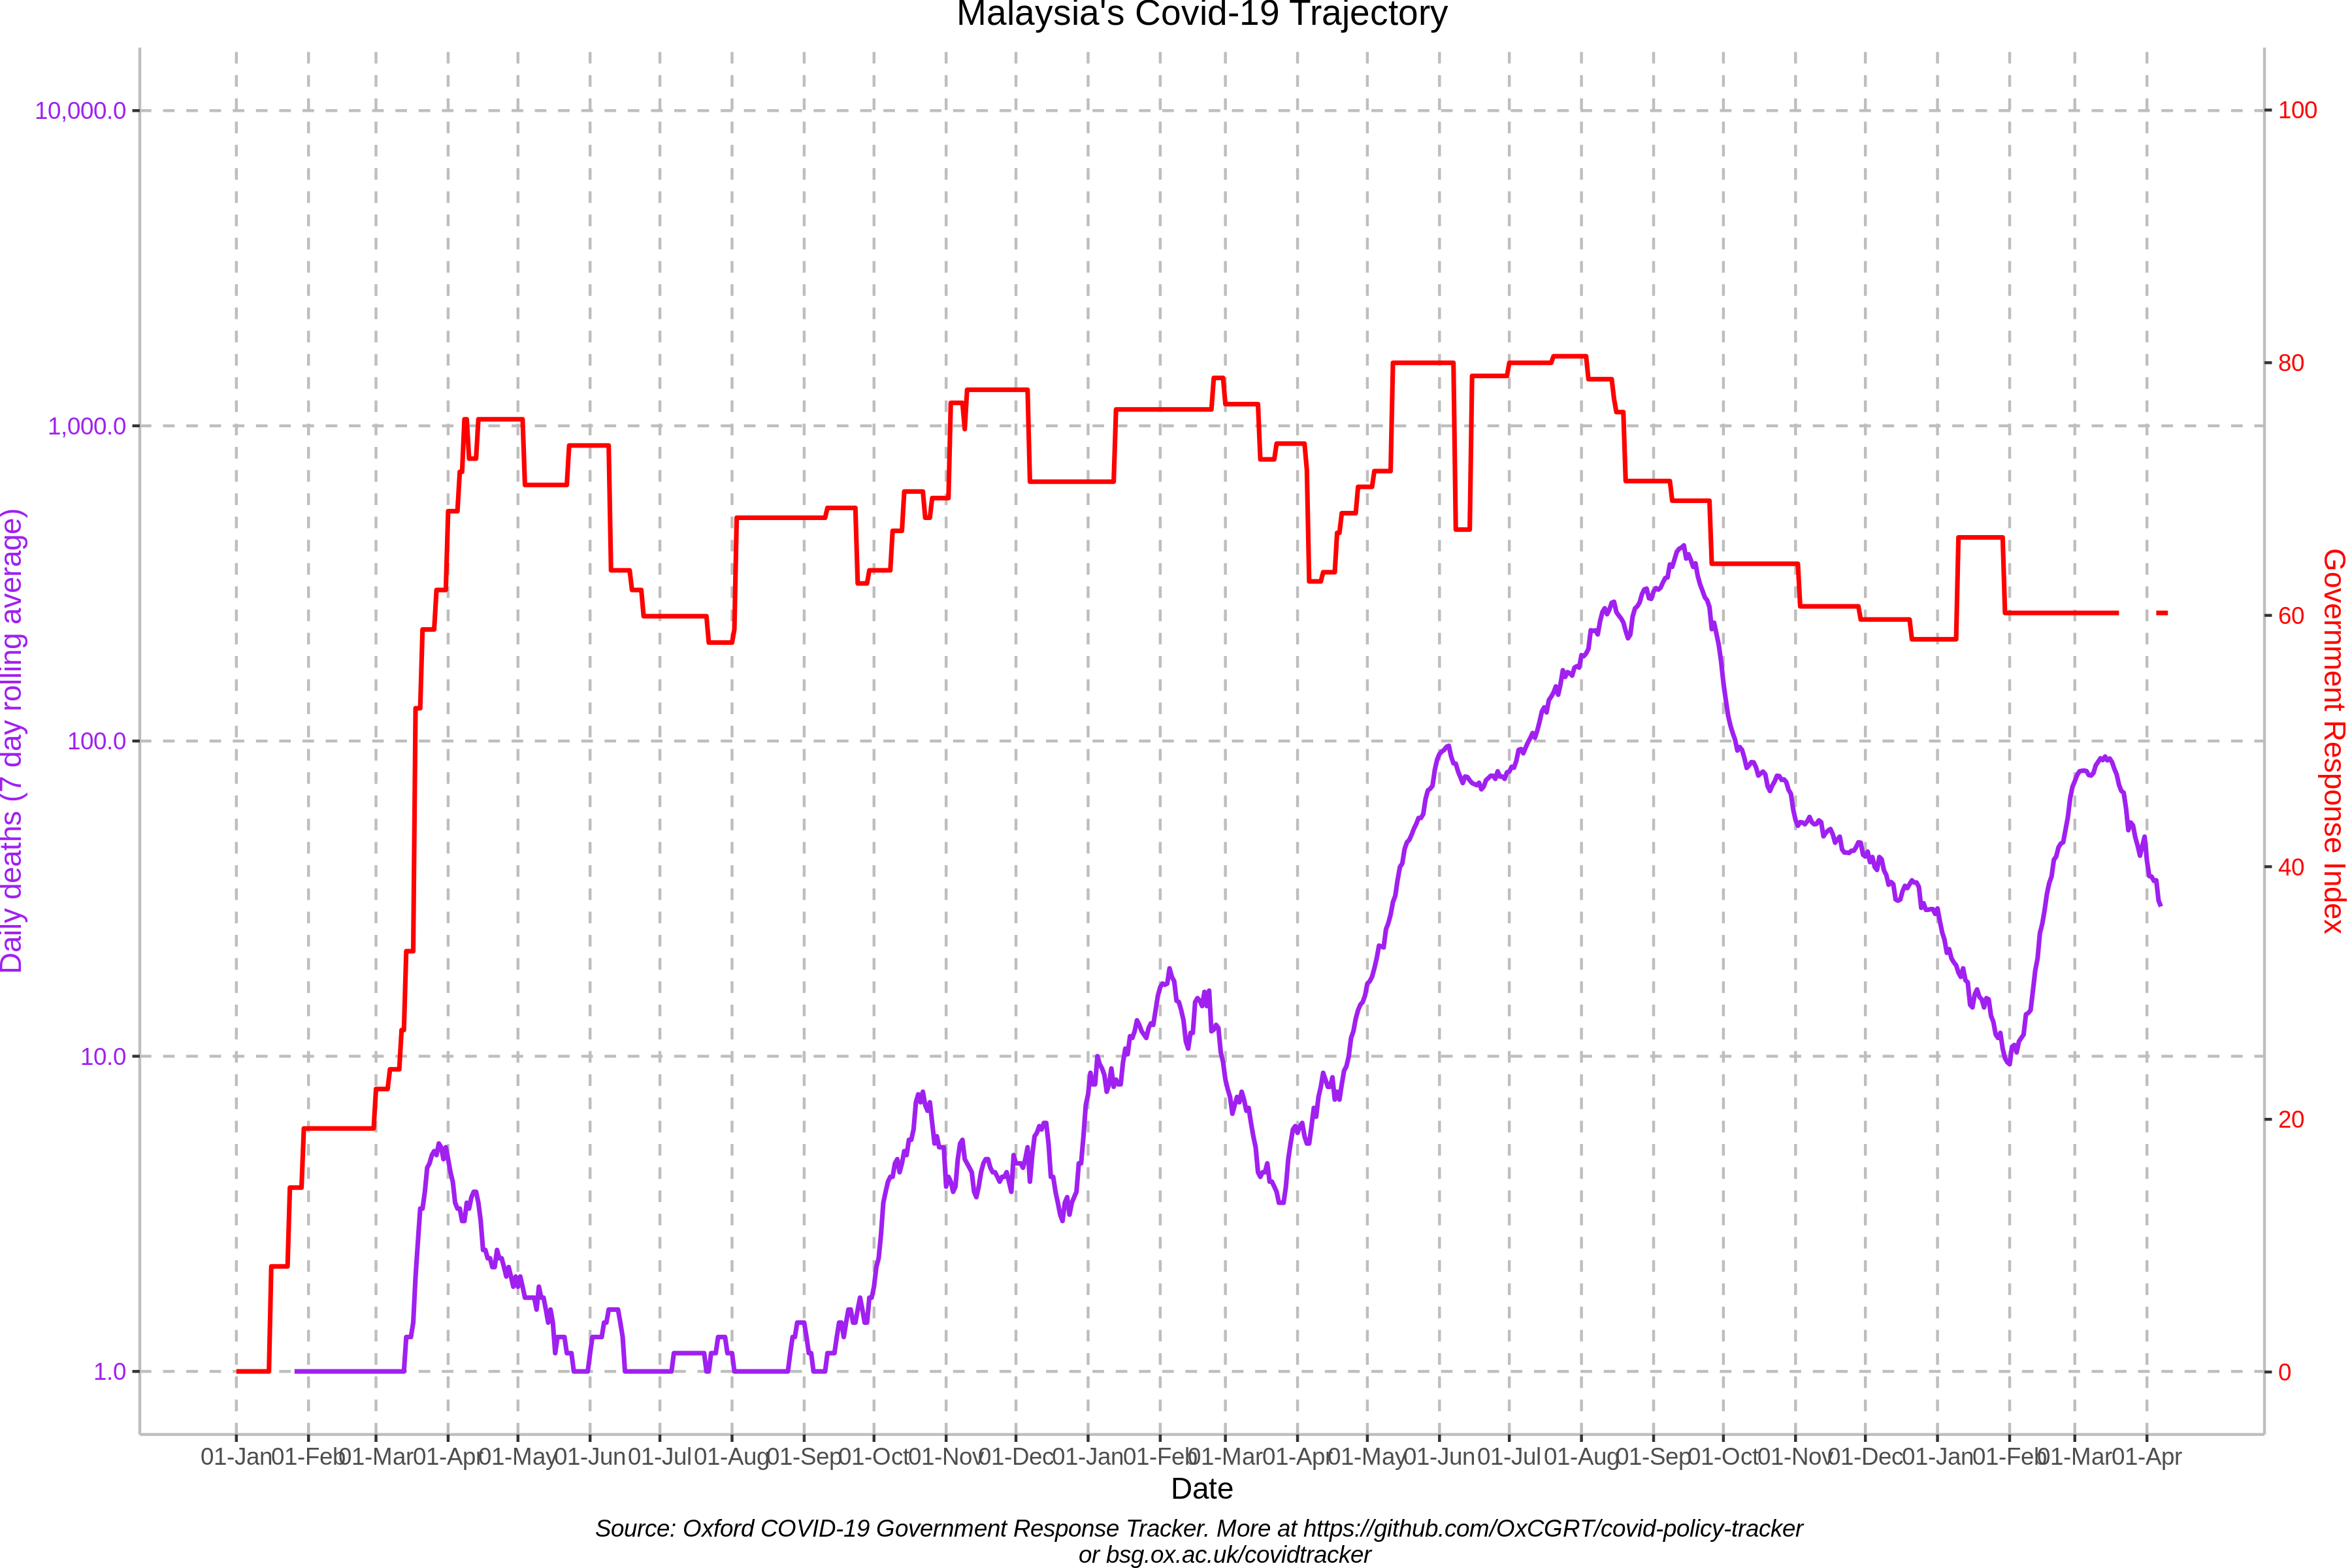 Malaysia's Covid-19 Trajectory
10,000.0
1,000.0
100.0
10.0
1.0
Daily deaths (7 day rolling average)
100
80
60
40
20
0
Government Response Index
01-Jan 01-Feb 01-Mar 01-Apr 01-May 01-Jun 01-Jul 01-Aug 01-Sep 01-Oct 01-Nov 01-Dec 01-Jan 01-Feb 01-Mar 01-Apr 01-May 01-Jun 01-Jul 01-Aug 01-Sep 01-Oct 01-Nov 01-Dec 01-Jan 01-Feb 01-Mar 01-Apr
Date
Source: Oxford COVID-19 Government Response Tracker. More at https://github.com/OxCGRT/covid-policy-tracker
or bsg.ox.ac.uk/covidtracker